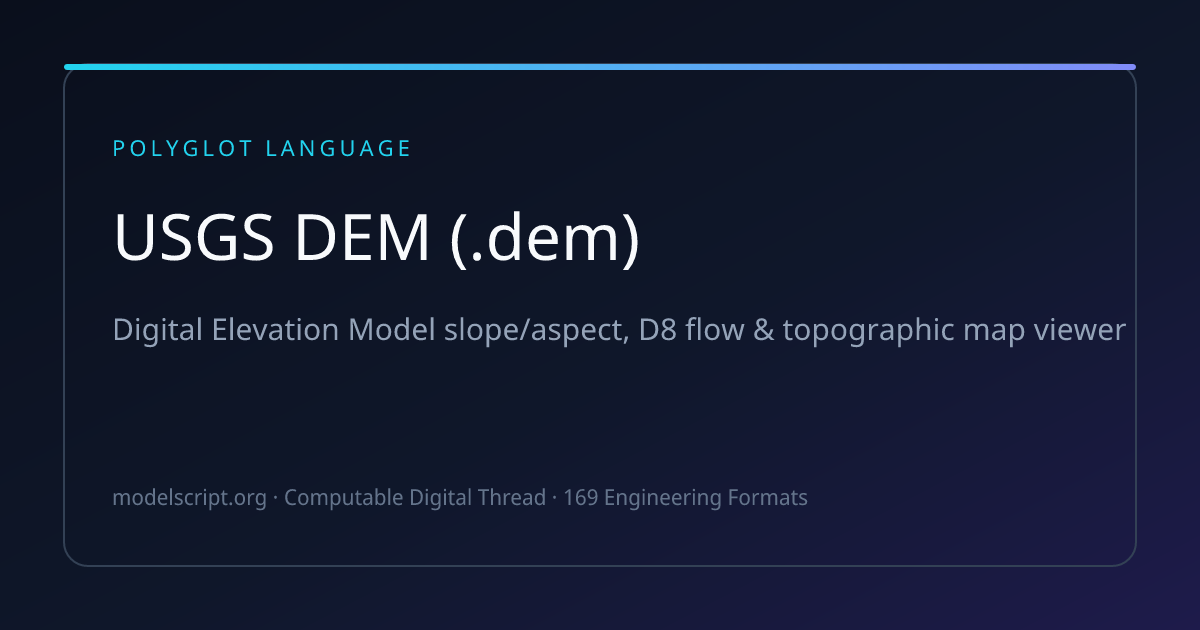 POLYGLOT LANGUAGE
USGS DEM (.dem)
Digital Elevation Model slope/aspect, D8 flow & topographic map viewer
modelscript.org · Computable Digital Thread · 169 Engineering Formats